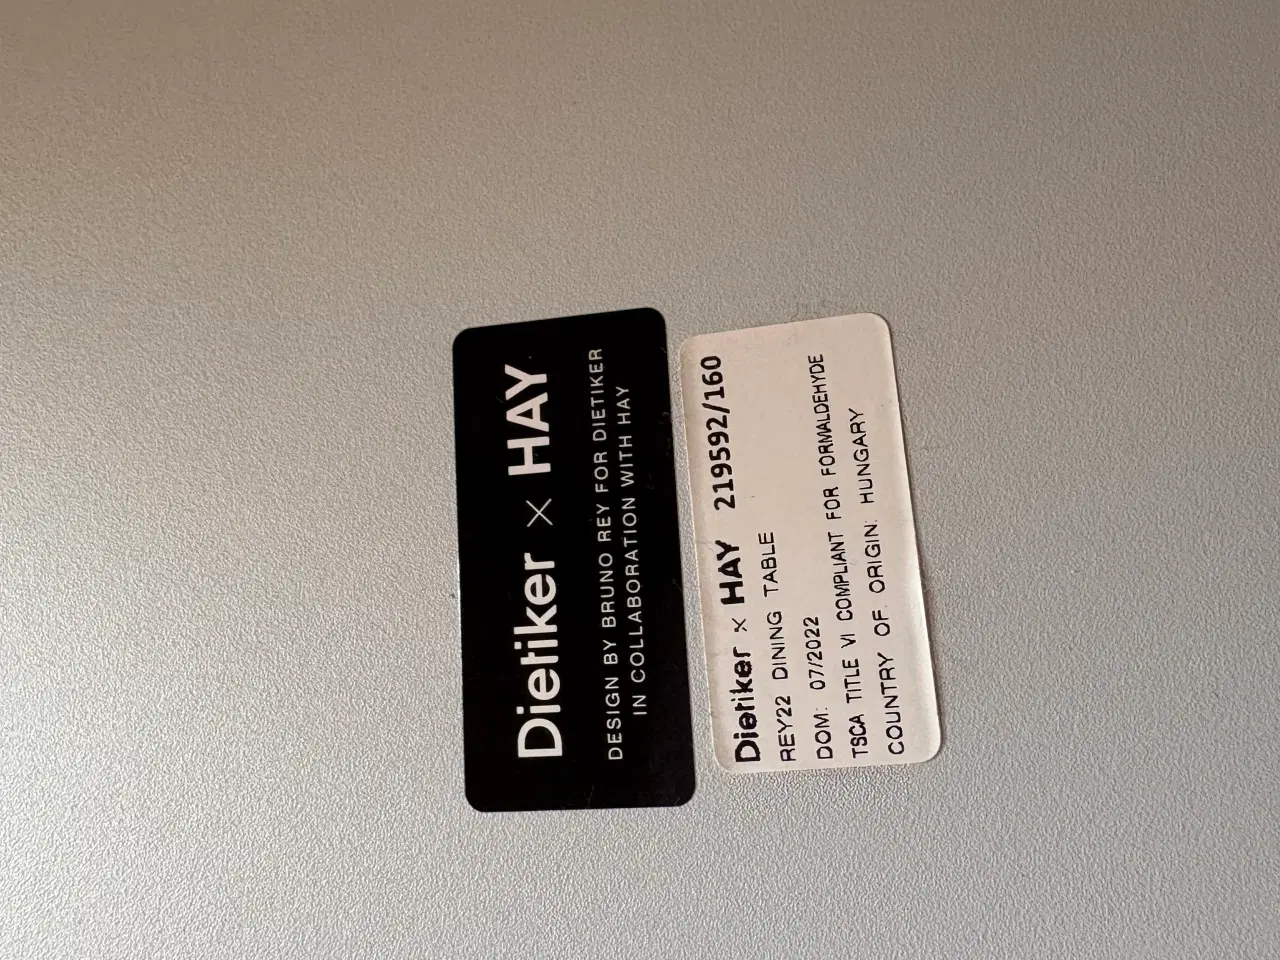 Dietiker × HAY
DESIGN BY BRUNO REY FOR DIETIKER
IN COLLABORATION WITH HAY
Dietiker × HAY 219592/160
REY22 DINING TABLE
DOM: 07/2022
TSCA TITLE VI COMPLIANT FOR FORMALDEHYDE
COUNTRY OF ORIGIN: HUNGARY